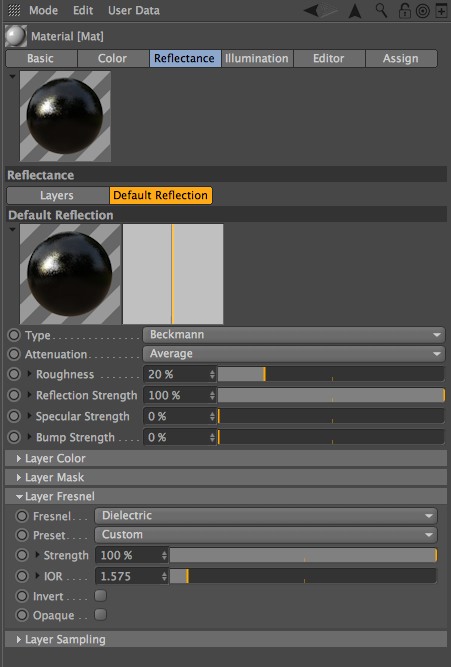 Mode Edit User Data
Material [Mat]
Basic Color Reflectance Illumination Editor Assign
Reflectance
Layers Default Reflection
Default Reflection
Type . . . . . . . . . . . . Beckmann
Attenuation . . . . . . . Average
Roughness 20 %
Reflection Strength 100 %
Specular Strength 0 %
Bump Strength . . . . 0 %
Layer Color
Layer Mask
Layer Fresnel
Fresnel . . . Dielectric
Preset . . . . Custom
Strength 100 %
IOR . . . . 1.575
Invert . . . .
Opaque . .
Layer Sampling